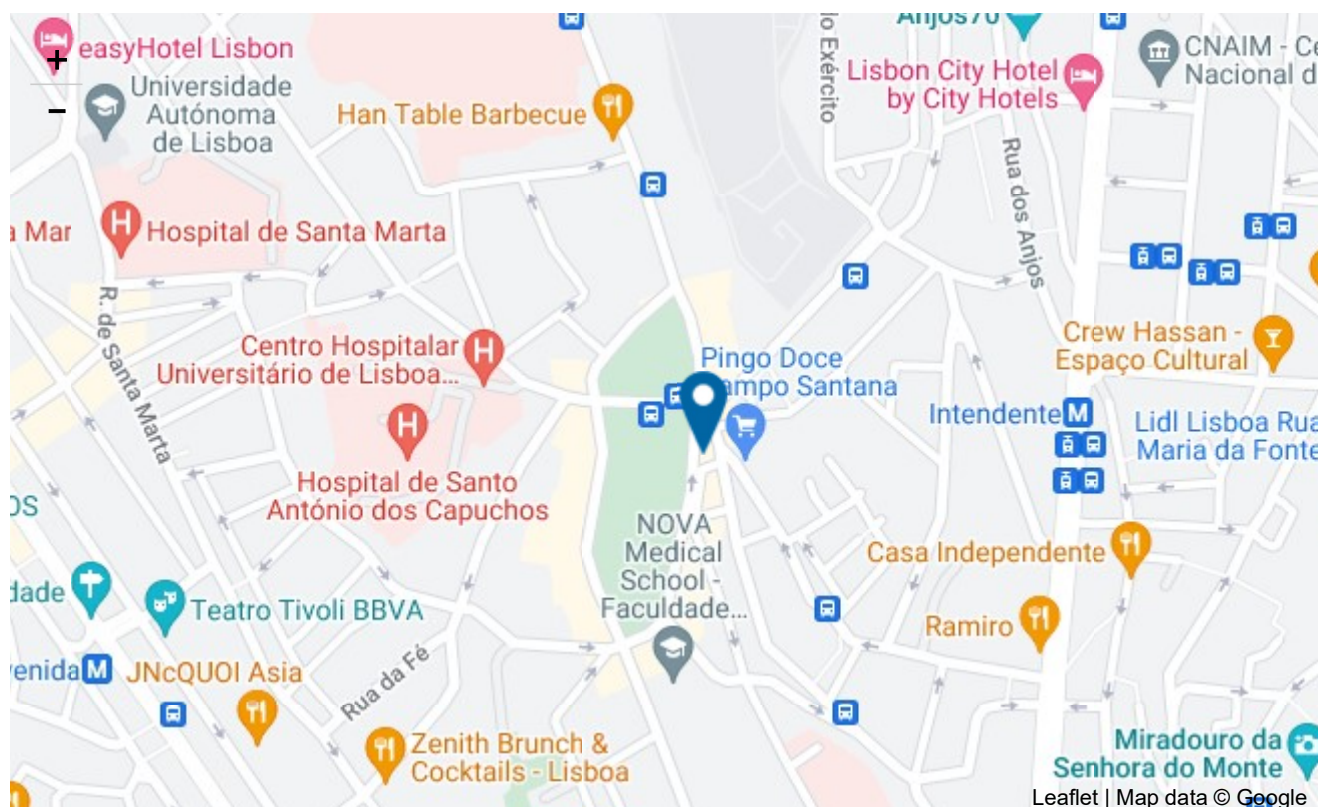 Anjos70
easyHotel Lisbon
+
-
Universidade
Autónoma
de Lisboa
do Exército
CNAIM - Ce
Nacional d
Lisbon City Hotel
by City Hotels
Han Table Barbecue
Rua dos Anjos
a Mar
H
Hospital de Santa Marta
R. de Santa Marta
Crew Hassan -
Espaço Cultural
Centro Hospitalar
Universitário de Lisboa...
H
Pingo Doce
ampo Santana
H
Hospital de Santo
António dos Capuchos
Intendente
M
Lidl Lisboa Rua
Maria da Fonte
OS
NOVA
Medical
School -
Faculdade...
Casa Independente
dade
Teatro Tivoli BBVA
Ramiro
venida
M
JNcQUOI Asia
Rua da Fé
Zenith Brunch &
Cocktails - Lisboa
Miradouro da
Senhora do Monte
Leaflet | Map data © Google